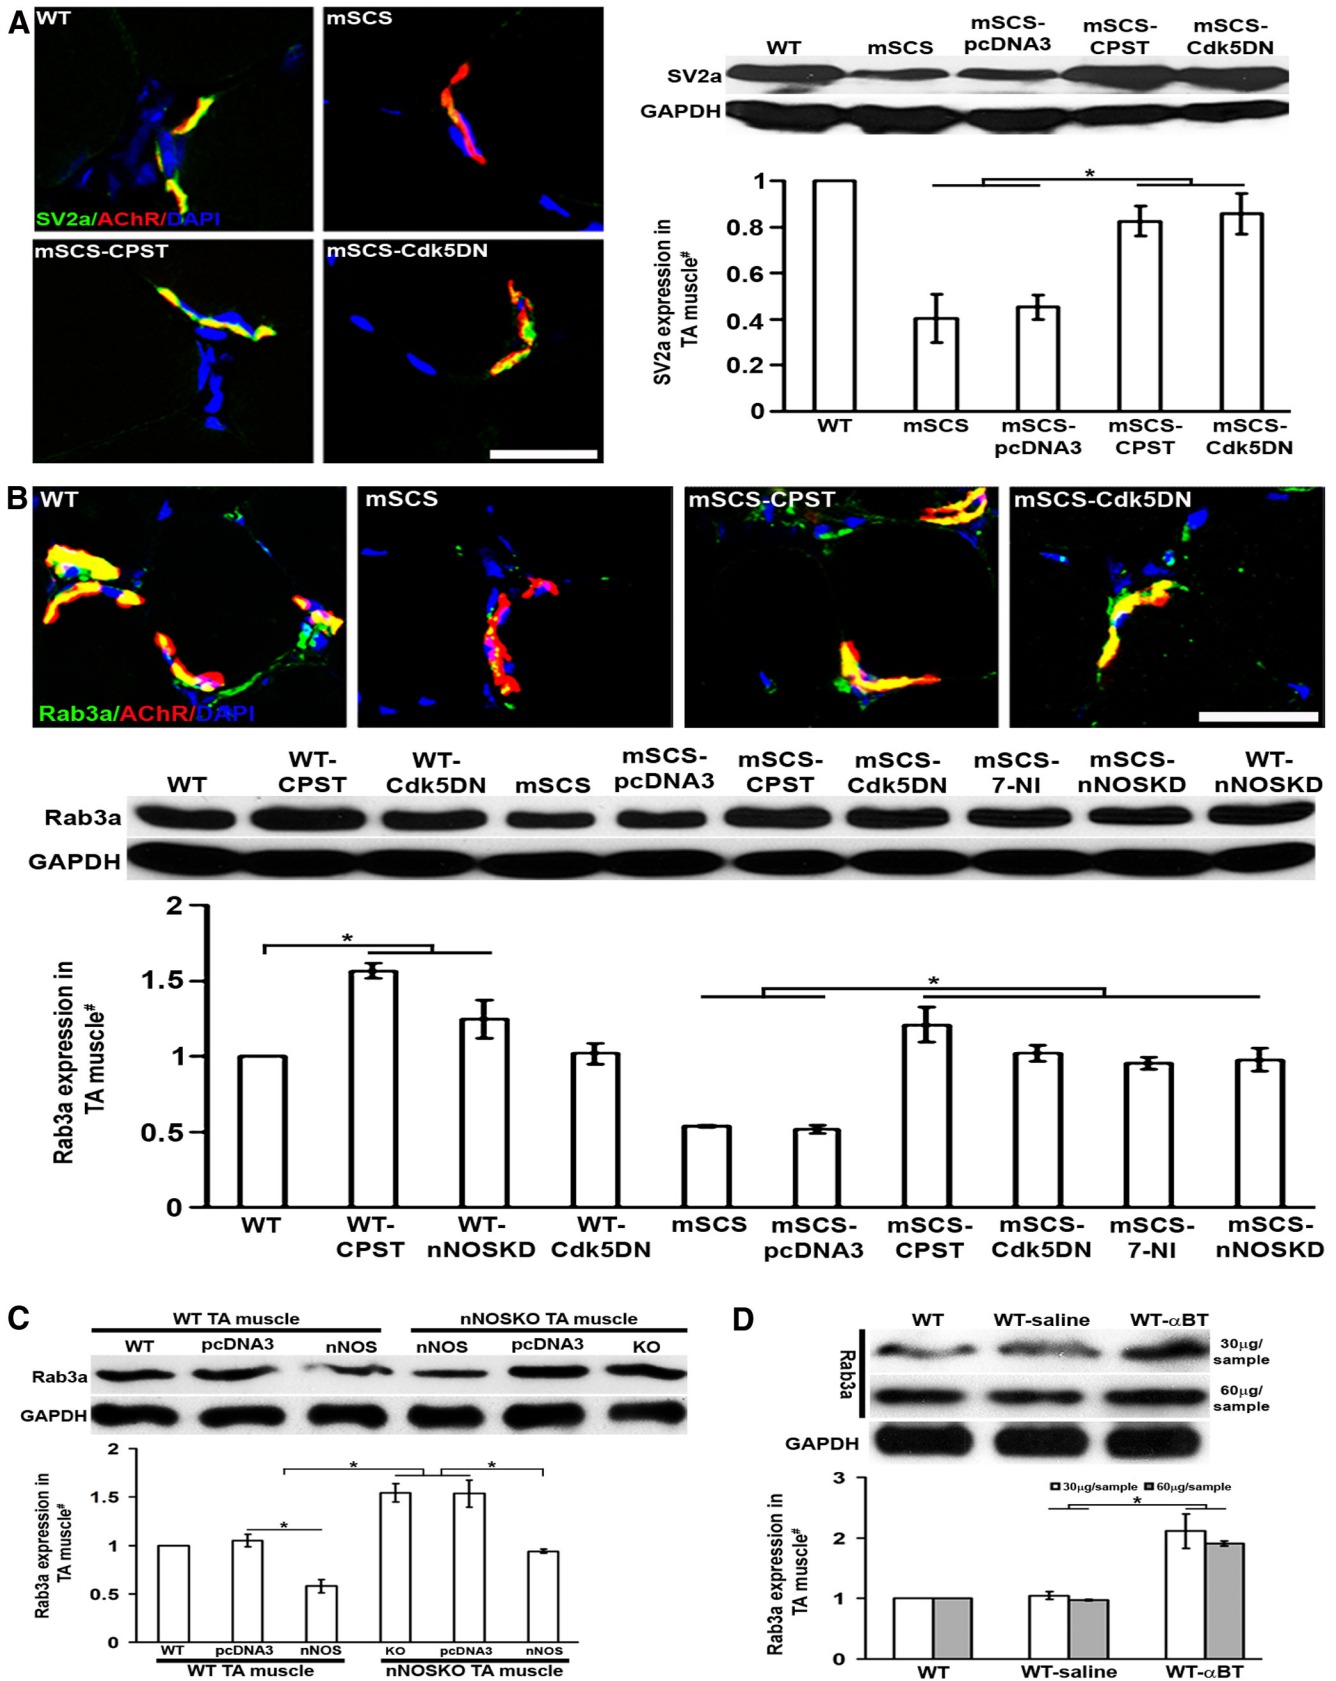 A
WT
mSCS
SV2a/AChR/DAPI
mSCS-CPST
mSCS-Cdk5DN
WT
mSCS
mSCS-
pcDNA3
mSCS-
CPST
mSCS-
Cdk5DN
SV2a
GAPDH
SV2a expression in
TA muscle#
1
0.8
0.6
0.4
0.2
0
*
WT
mSCS
mSCS-
pcDNA3
mSCS-
CPST
mSCS-
Cdk5DN
B
WT
mSCS
mSCS-CPST
mSCS-Cdk5DN
Rab3a/AChR/DAPI
WT
WT-
CPST
WT-
Cdk5DN
mSCS
mSCS-
pcDNA3
mSCS-
CPST
mSCS-
Cdk5DN
mSCS-
7-NI
mSCS-
nNOSKD
WT-
nNOSKD
Rab3a
GAPDH
Rab3a expression in
TA muscle#
2
1.5
1
0.5
0
*
*
WT
WT-
CPST
WT-
nNOSKD
WT-
Cdk5DN
mSCS
mSCS-
pcDNA3
mSCS-
CPST
mSCS-
Cdk5DN
mSCS-
7-NI
mSCS-
nNOSKD
C
WT TA muscle
nNOSKO TA muscle
WT
pcDNA3
nNOS
nNOS
pcDNA3
KO
Rab3a
GAPDH
Rab3a expression in
TA muscle#
2
1.5
1
0.5
0
*
*
*
WT
pcDNA3
nNOS
KO
pcDNA3
nNOS
WT TA muscle
nNOSKO TA muscle
D
WT
WT-saline
WT-αBT
Rab3a
30µg/
sample
60µg/
sample
GAPDH
Rab3a expression in
TA muscle#
3
2
1
0
30µg/sample
60µg/sample
*
WT
WT-saline
WT-αBT